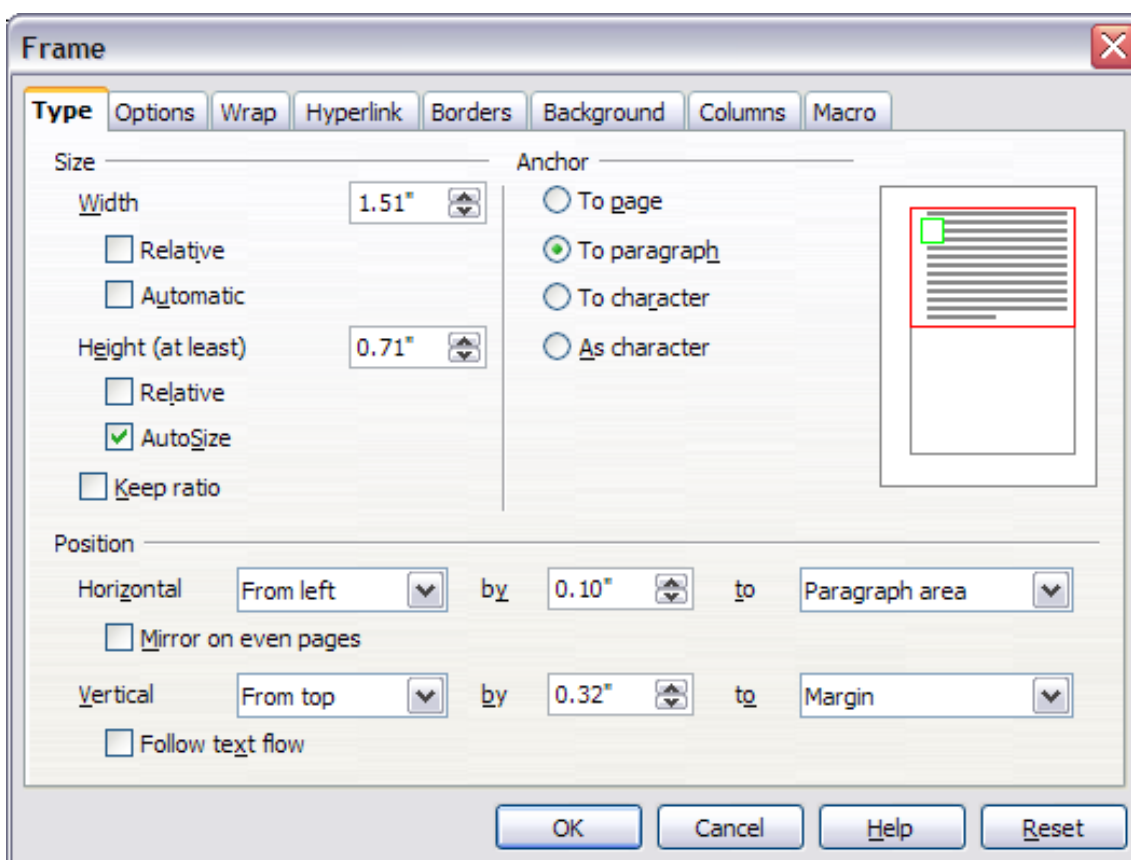 Frame
Type Options Wrap Hyperlink Borders Background Columns Macro
Size Anchor
Width 1.51" To page
Relative To paragraph
Automatic To character
Height (at least) 0.71" As character
Relative
AutoSize
Keep ratio
Position
Horizontal From left by 0.10" to Paragraph area
Mirror on even pages
Vertical From top by 0.32" to Margin
Follow text flow
OK Cancel Help Reset